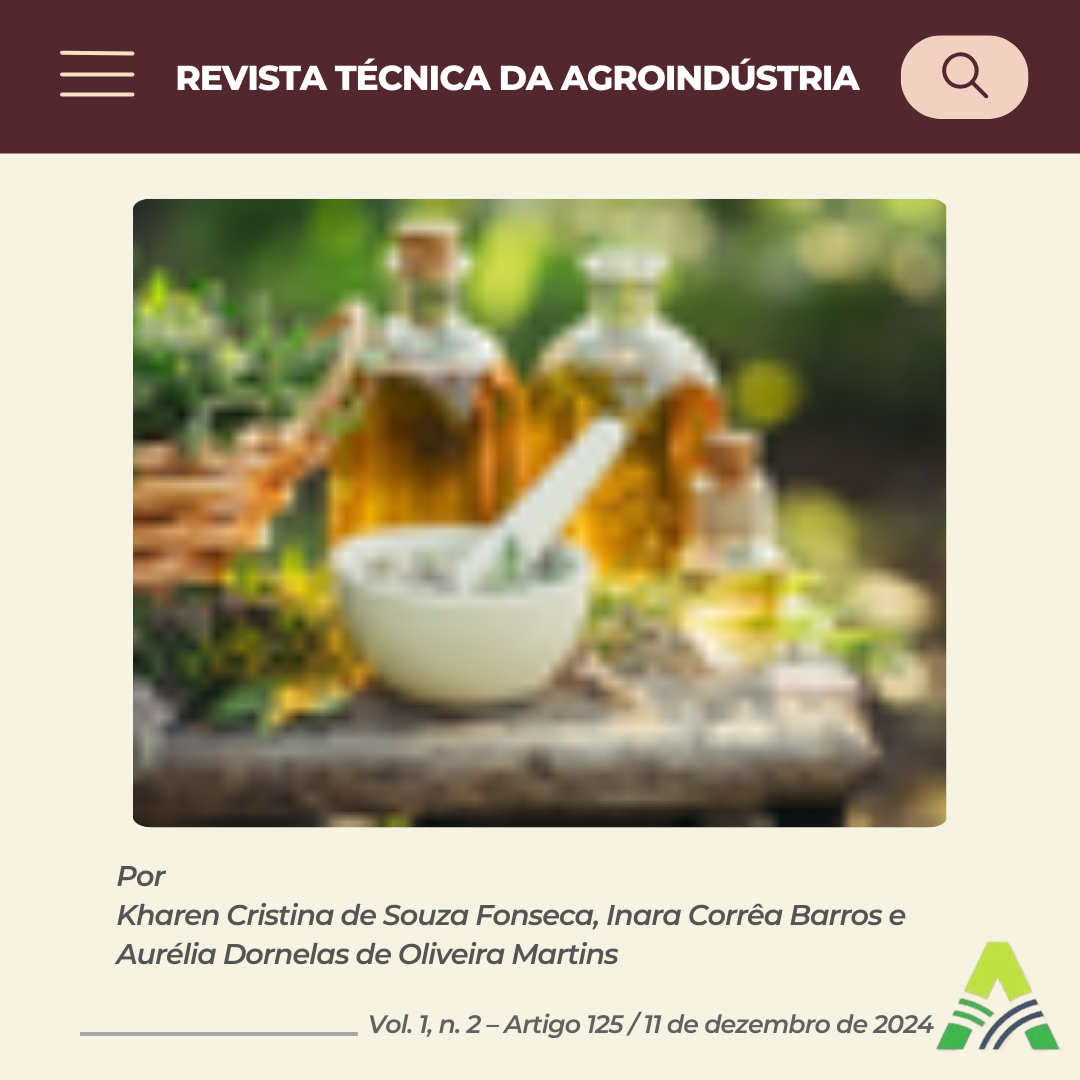 REVISTA TÉCNICA DA AGROINDÚSTRIA
Por
Kharen Cristina de Souza Fonseca, Inara Corrêa Barros e
Aurélia Dornelas de Oliveira Martins
Vol. 1, n. 2 – Artigo 125 / 11 de dezembro de 2024